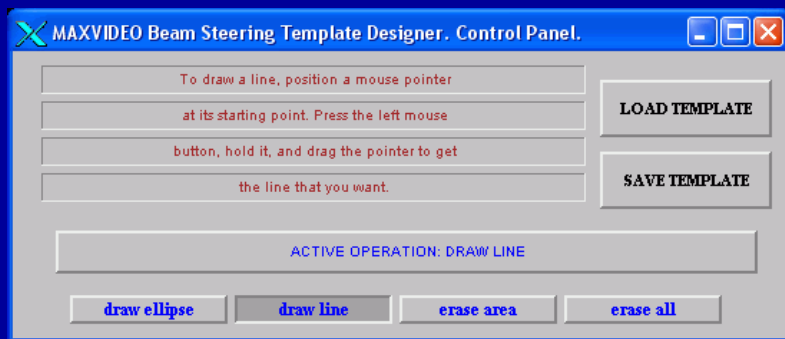 MAXVIDEO Beam Steering Template Designer. Control Panel.
To draw a line, position a mouse pointer
at its starting point. Press the left mouse
button, hold it, and drag the pointer to get
the line that you want.
LOAD TEMPLATE
SAVE TEMPLATE
ACTIVE OPERATION: DRAW LINE
draw ellipse
draw line
erase area
erase all